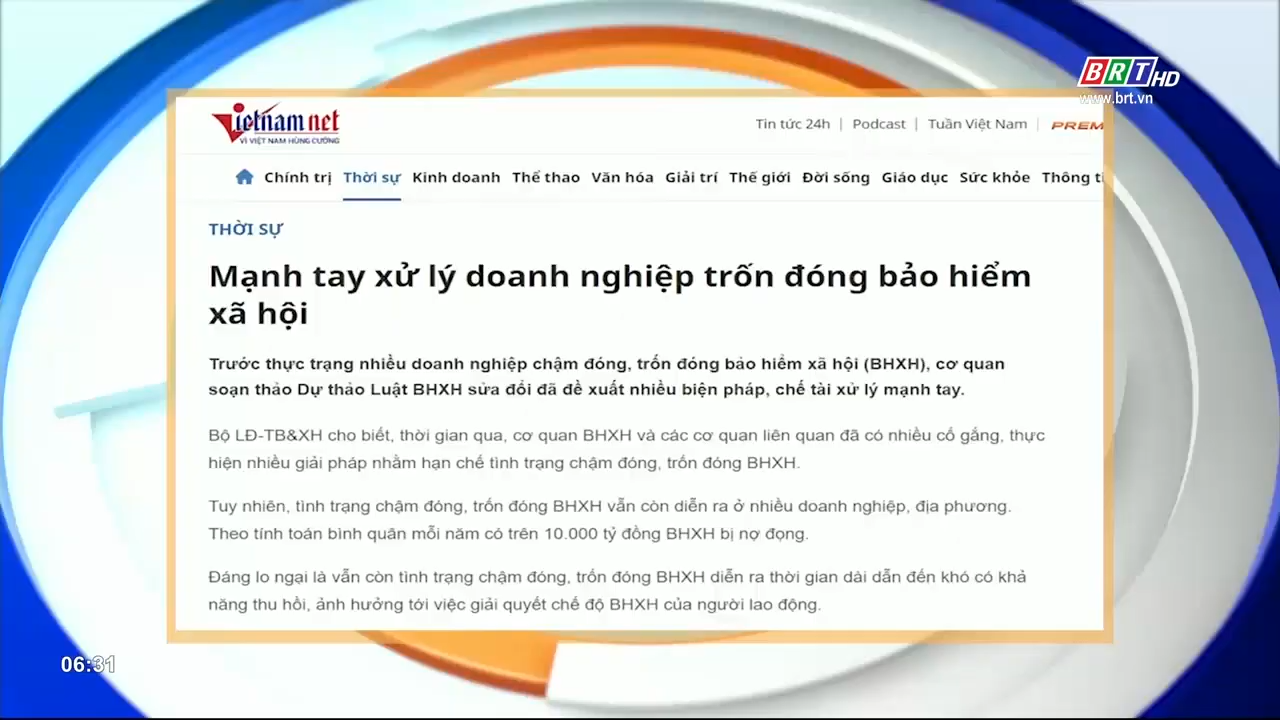 BRT HD
www.brt.vn
Vietnamnet
VÌ VIỆT NAM HÙNG CƯỜNG
Tin tức 24h | Podcast | Tuần Việt Nam | PREM
Chính trị Thời sự Kinh doanh Thể thao Văn hóa Giải trí Thế giới Đời sống Giáo dục Sức khỏe Thông ti
THỜI SỰ
Mạnh tay xử lý doanh nghiệp trốn đóng bảo hiểm
xã hội
Trước thực trạng nhiều doanh nghiệp chậm đóng, trốn đóng bảo hiểm xã hội (BHXH), cơ quan
soạn thảo Dự thảo Luật BHXH sửa đổi đã đề xuất nhiều biện pháp, chế tài xử lý mạnh tay.
Bộ LĐ-TB&XH cho biết, thời gian qua, cơ quan BHXH và các cơ quan liên quan đã có nhiều cố gắng, thực
hiện nhiều giải pháp nhằm hạn chế tình trạng chậm đóng, trốn đóng BHXH.
Tuy nhiên, tình trạng chậm đóng, trốn đóng BHXH vẫn còn diễn ra ở nhiều doanh nghiệp, địa phương.
Theo tính toán bình quân mỗi năm có trên 10.000 tỷ đồng BHXH bị nợ đọng.
Đáng lo ngại là vẫn còn tình trạng chậm đóng, trốn đóng BHXH diễn ra thời gian dài dẫn đến khó có khả
năng thu hồi, ảnh hưởng tới việc giải quyết chế độ BHXH của người lao động.
06:31